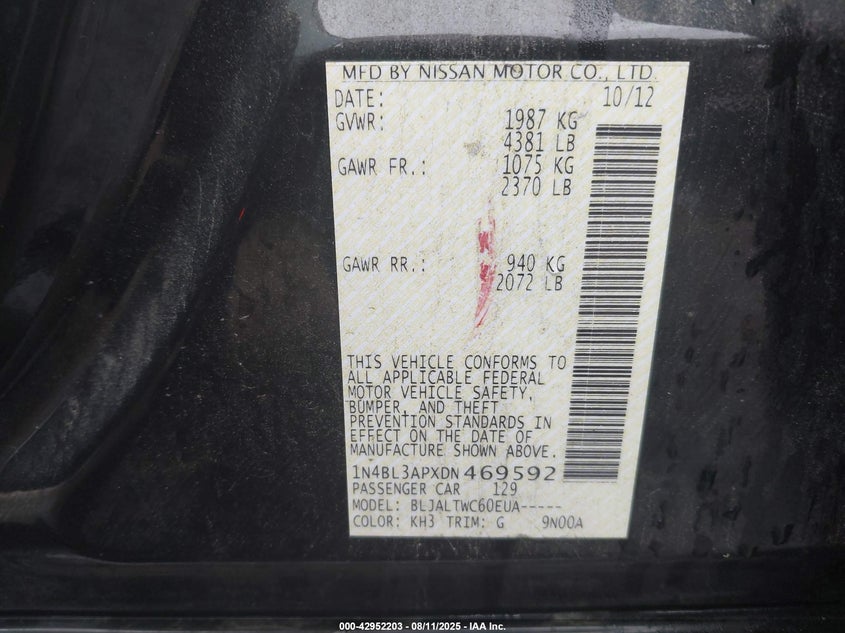 MFD BY NISSAN MOTOR CO., LTD.
DATE: 10/12
GVWR: 1987 KG
4381 LB
GAWR FR.: 1075 KG
2370 LB
GAWR RR.: 940 KG
2072 LB
THIS VEHICLE CONFORMS TO
ALL APPLICABLE FEDERAL
MOTOR VEHICLE SAFETY,
BUMPER, AND THEFT
PREVENTION STANDARDS IN
EFFECT ON THE DATE OF
MANUFACTURE SHOWN ABOVE.
1N4BL3APXDN469592
PASSENGER CAR 129
MODEL: BLJALTWC60EUA-----
COLOR: KH3 TRIM: G 9N00A
000-42952203 - 08/11/2025 - IAA Inc.